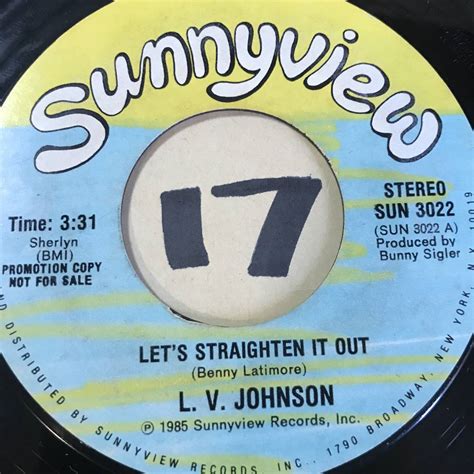 Sunnyview
17
Time: 3:31
Sherlyn
(BMI)
PROMOTION COPY
NOT FOR SALE
STEREO
SUN 3022
(SUN 3022 A)
Produced by
Bunny Sigler
LET'S STRAIGHTEN IT OUT
(Benny Latimore)
L. V. JOHNSON
℗ © 1985 Sunnyview Records, Inc.
AND DISTRIBUTED BY SUNNYVIEW RECORDS INC., 1790 BROADWAY, NEW YORK, N.Y. 10019